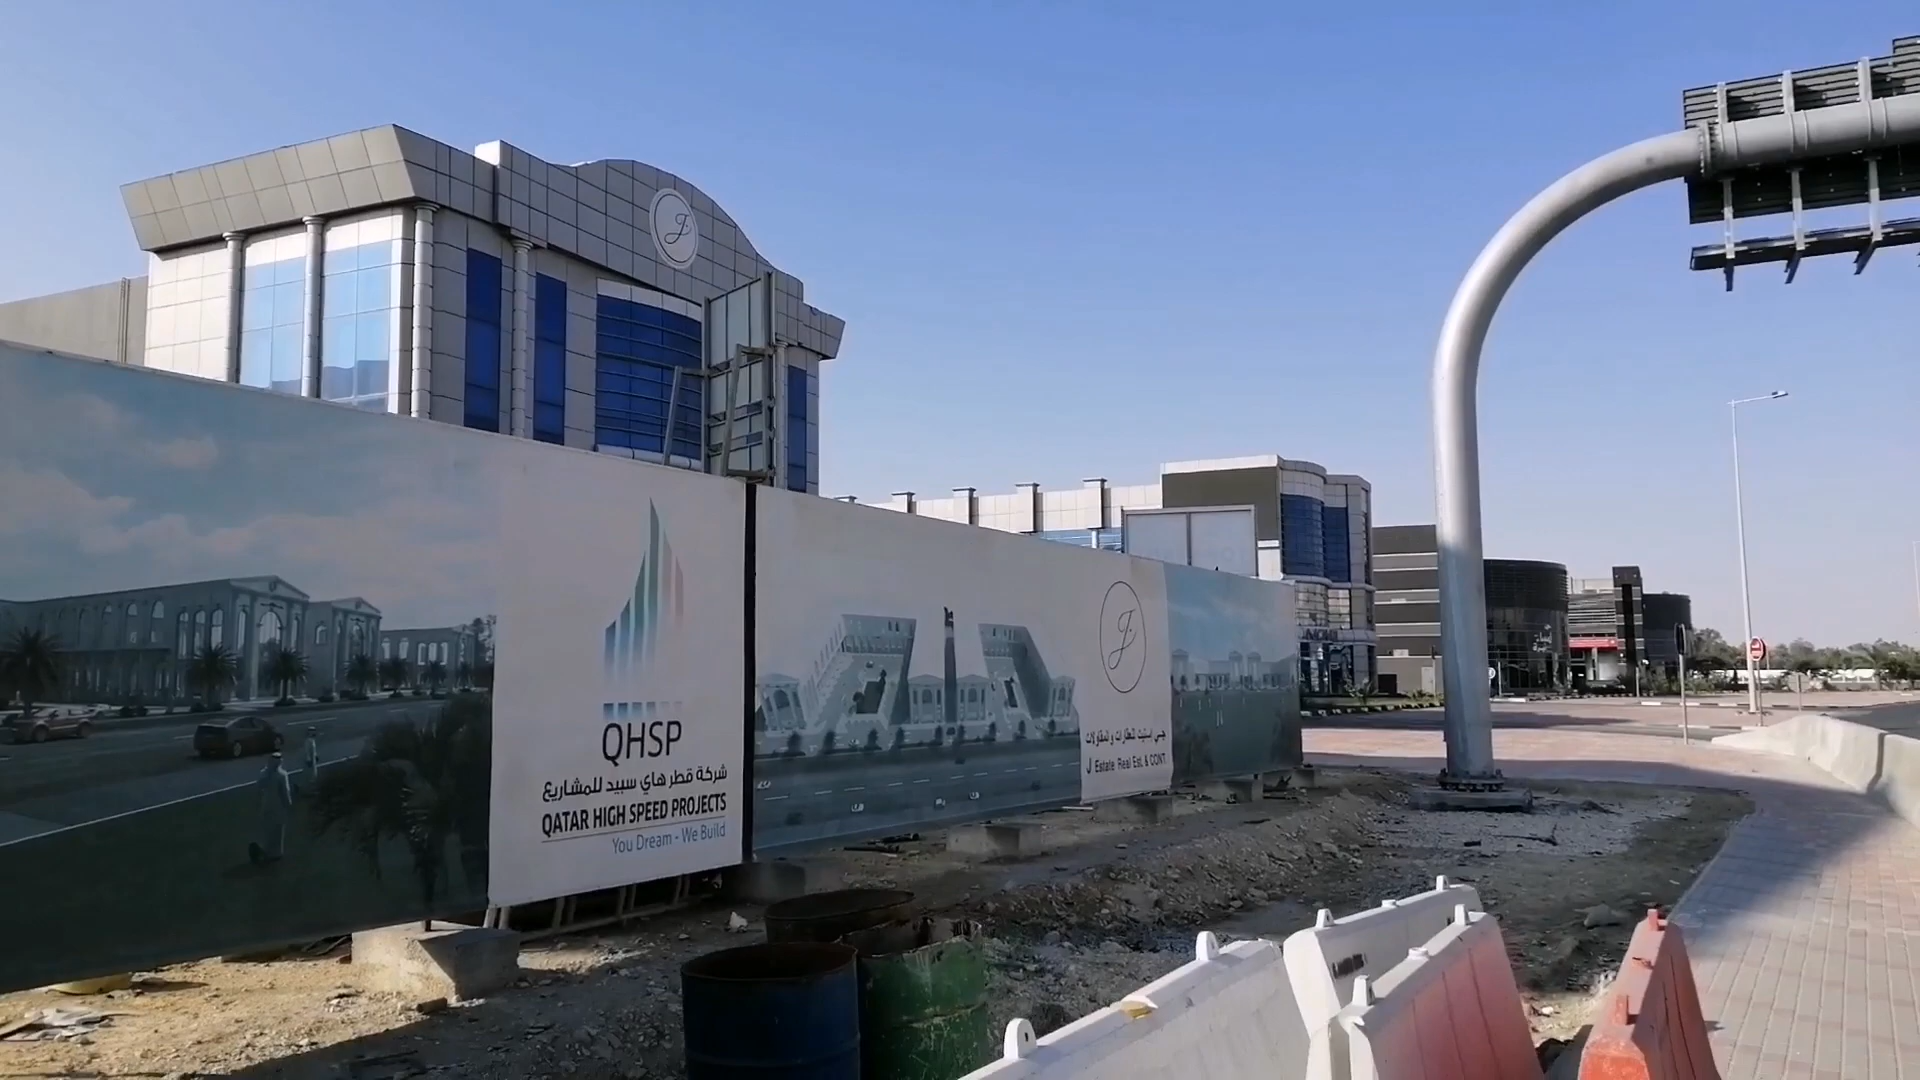 J
QHSP
شركة قطر هاي سبيد للمشاريع
QATAR HIGH SPEED PROJECTS
You Dream - We Build
J
جي استيت للعقارات والمقاولات
J Estate Real Est. & CONT